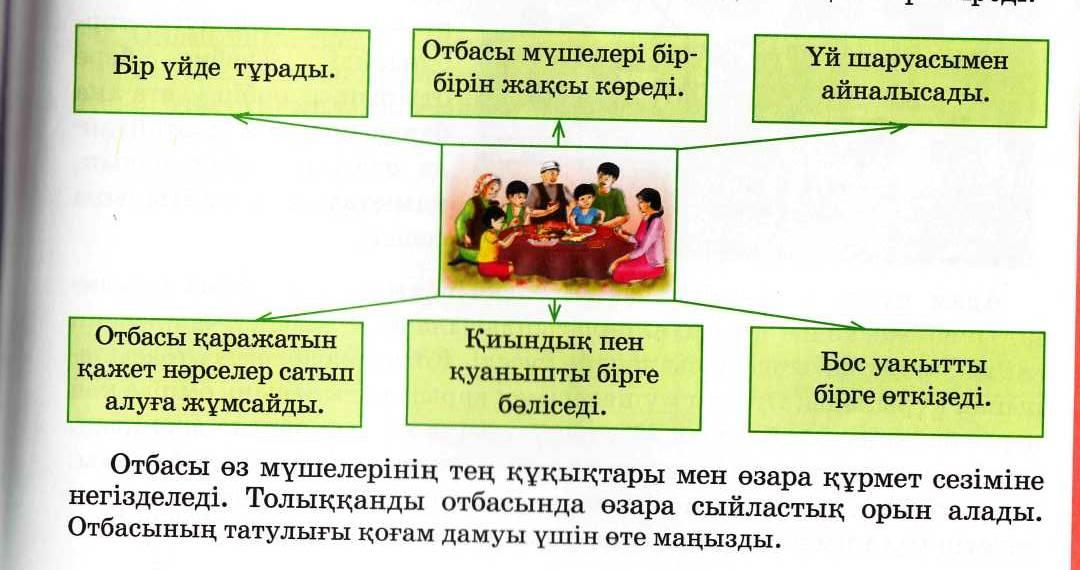 Бір үйде тұрады.
Отбасы мүшелері бір-
бірін жақсы көреді.
Үй шаруасымен
айналысады.
Отбасы қаражатын
қажет нәрселер сатып
алуға жұмсайды.
Қиындық пен
қуанышты бірге
бөліседі.
Бос уақытты
бірге өткізеді.
Отбасы өз мүшелерінің тең құқықтары мен өзара құрмет сезіміне
негізделеді. Толыққанды отбасында өзара сыйластық орын алады.
Отбасының татулығы қоғам дамуы үшін өте маңызды.